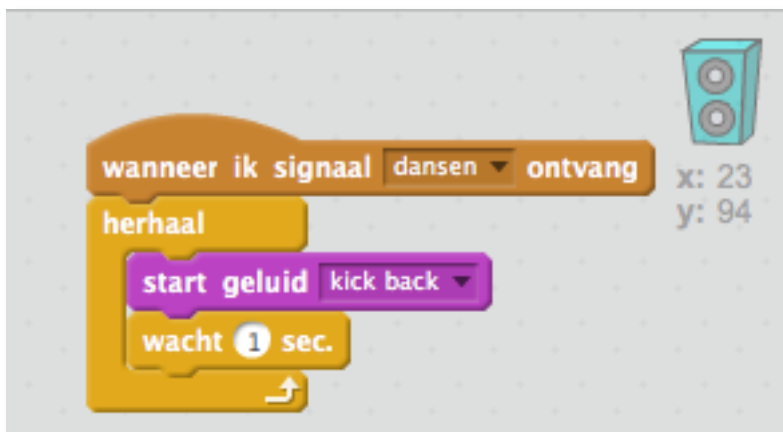 wanneer ik signaal dansen ontvang
x: 23
y: 94
herhaal
start geluid kick back
wacht 1 sec.